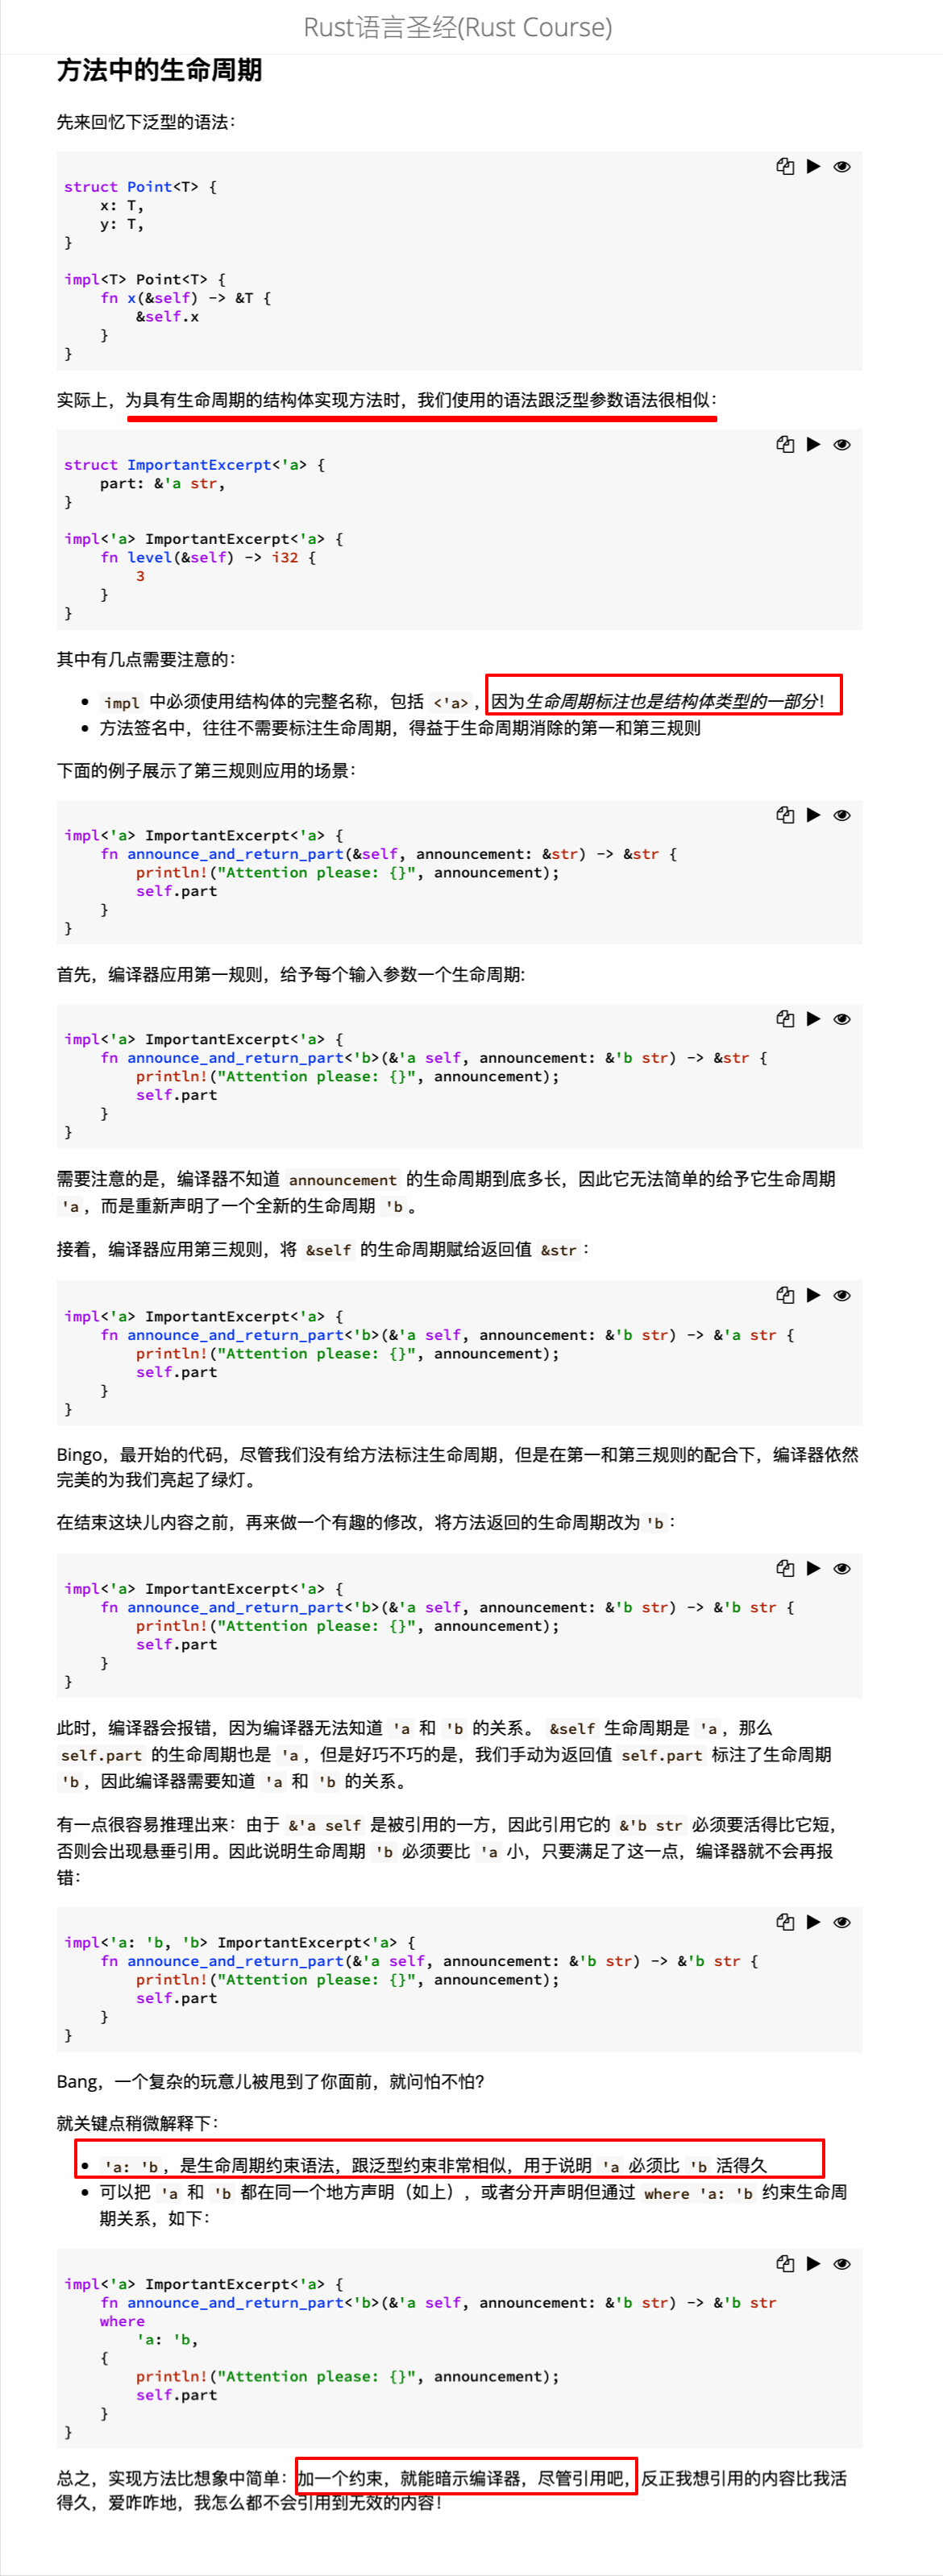 Rust语言圣经(Rust Course)
方法中的生命周期
先来回忆下泛型的语法：
struct Point<T> {
    x: T,
    y: T,
}
impl<T> Point<T> {
    fn x(&self) -> &T {
        &self.x
    }
}
实际上，为具有生命周期的结构体实现方法时，我们使用的语法跟泛型参数语法很相似：
struct ImportantExcerpt<'a> {
    part: &'a str,
}
impl<'a> ImportantExcerpt<'a> {
    fn level(&self) -> i32 {
        3
    }
}
其中有几点需要注意的：
• impl 中必须使用结构体的完整名称，包括 <'a>，因为生命周期标注也是结构体类型的一部分！
• 方法签名中，往往不需要标注生命周期，得益于生命周期消除的第一和第三规则
下面的例子展示了第三规则应用的场景：
impl<'a> ImportantExcerpt<'a> {
    fn announce_and_return_part(&self, announcement: &str) -> &str {
        println!("Attention please: {}", announcement);
        self.part
    }
}
首先，编译器应用第一规则，给予每个输入参数一个生命周期:
impl<'a> ImportantExcerpt<'a> {
    fn announce_and_return_part<'b>(&'a self, announcement: &'b str) -> &str {
        println!("Attention please: {}", announcement);
        self.part
    }
}
需要注意的是，编译器不知道 announcement 的生命周期到底多长，因此它无法简单的给予它生命周期
'a，而是重新声明了一个全新的生命周期 'b。
接着，编译器应用第三规则，将 &self 的生命周期赋给返回值 &str：
impl<'a> ImportantExcerpt<'a> {
    fn announce_and_return_part<'b>(&'a self, announcement: &'b str) -> &'a str {
        println!("Attention please: {}", announcement);
        self.part
    }
}
Bingo，最开始的代码，尽管我们没有给方法标注生命周期，但是在第一和第三规则的配合下，编译器依然
完美的为我们亮起了绿灯。
在结束这块儿内容之前，再来做一个有趣的修改，将方法返回的生命周期改为 'b：
impl<'a> ImportantExcerpt<'a> {
    fn announce_and_return_part<'b>(&'a self, announcement: &'b str) -> &'b str {
        println!("Attention please: {}", announcement);
        self.part
    }
}
此时，编译器会报错，因为编译器无法知道 'a 和 'b 的关系。 &self 生命周期是 'a，那么
self.part 的生命周期也是 'a，但是好巧不巧的是，我们手动为返回值 self.part 标注了生命周期
'b，因此编译器需要知道 'a 和 'b 的关系。
有一点很容易推理出来：由于 &'a self 是被引用的一方，因此引用它的 &'b str 必须要活得比它短，
否则会出现悬垂引用。因此说明生命周期 'b 必须要比 'a 小，只要满足了这一点，编译器就不会再报
错：
impl<'a: 'b, 'b> ImportantExcerpt<'a> {
    fn announce_and_return_part(&'a self, announcement: &'b str) -> &'b str {
        println!("Attention please: {}", announcement);
        self.part
    }
}
Bang，一个复杂的玩意儿被甩到了你面前，就问怕不怕？
就关键点稍微解释下：
• 'a: 'b，是生命周期约束语法，跟泛型约束非常相似，用于说明 'a 必须比 'b 活得久
• 可以把 'a 和 'b 都在同一个地方声明（如上），或者分开声明但通过 where 'a: 'b 约束生命周
期关系，如下：
impl<'a> ImportantExcerpt<'a> {
    fn announce_and_return_part<'b>(&'a self, announcement: &'b str) -> &'b str
    where
        'a: 'b,
    {
        println!("Attention please: {}", announcement);
        self.part
    }
}
总之，实现方法比想象中简单：加一个约束，就能暗示编译器，尽管引用吧，反正我想引用的内容比我活
得久，爱咋咋地，我怎么都不会引用到无效的内容！